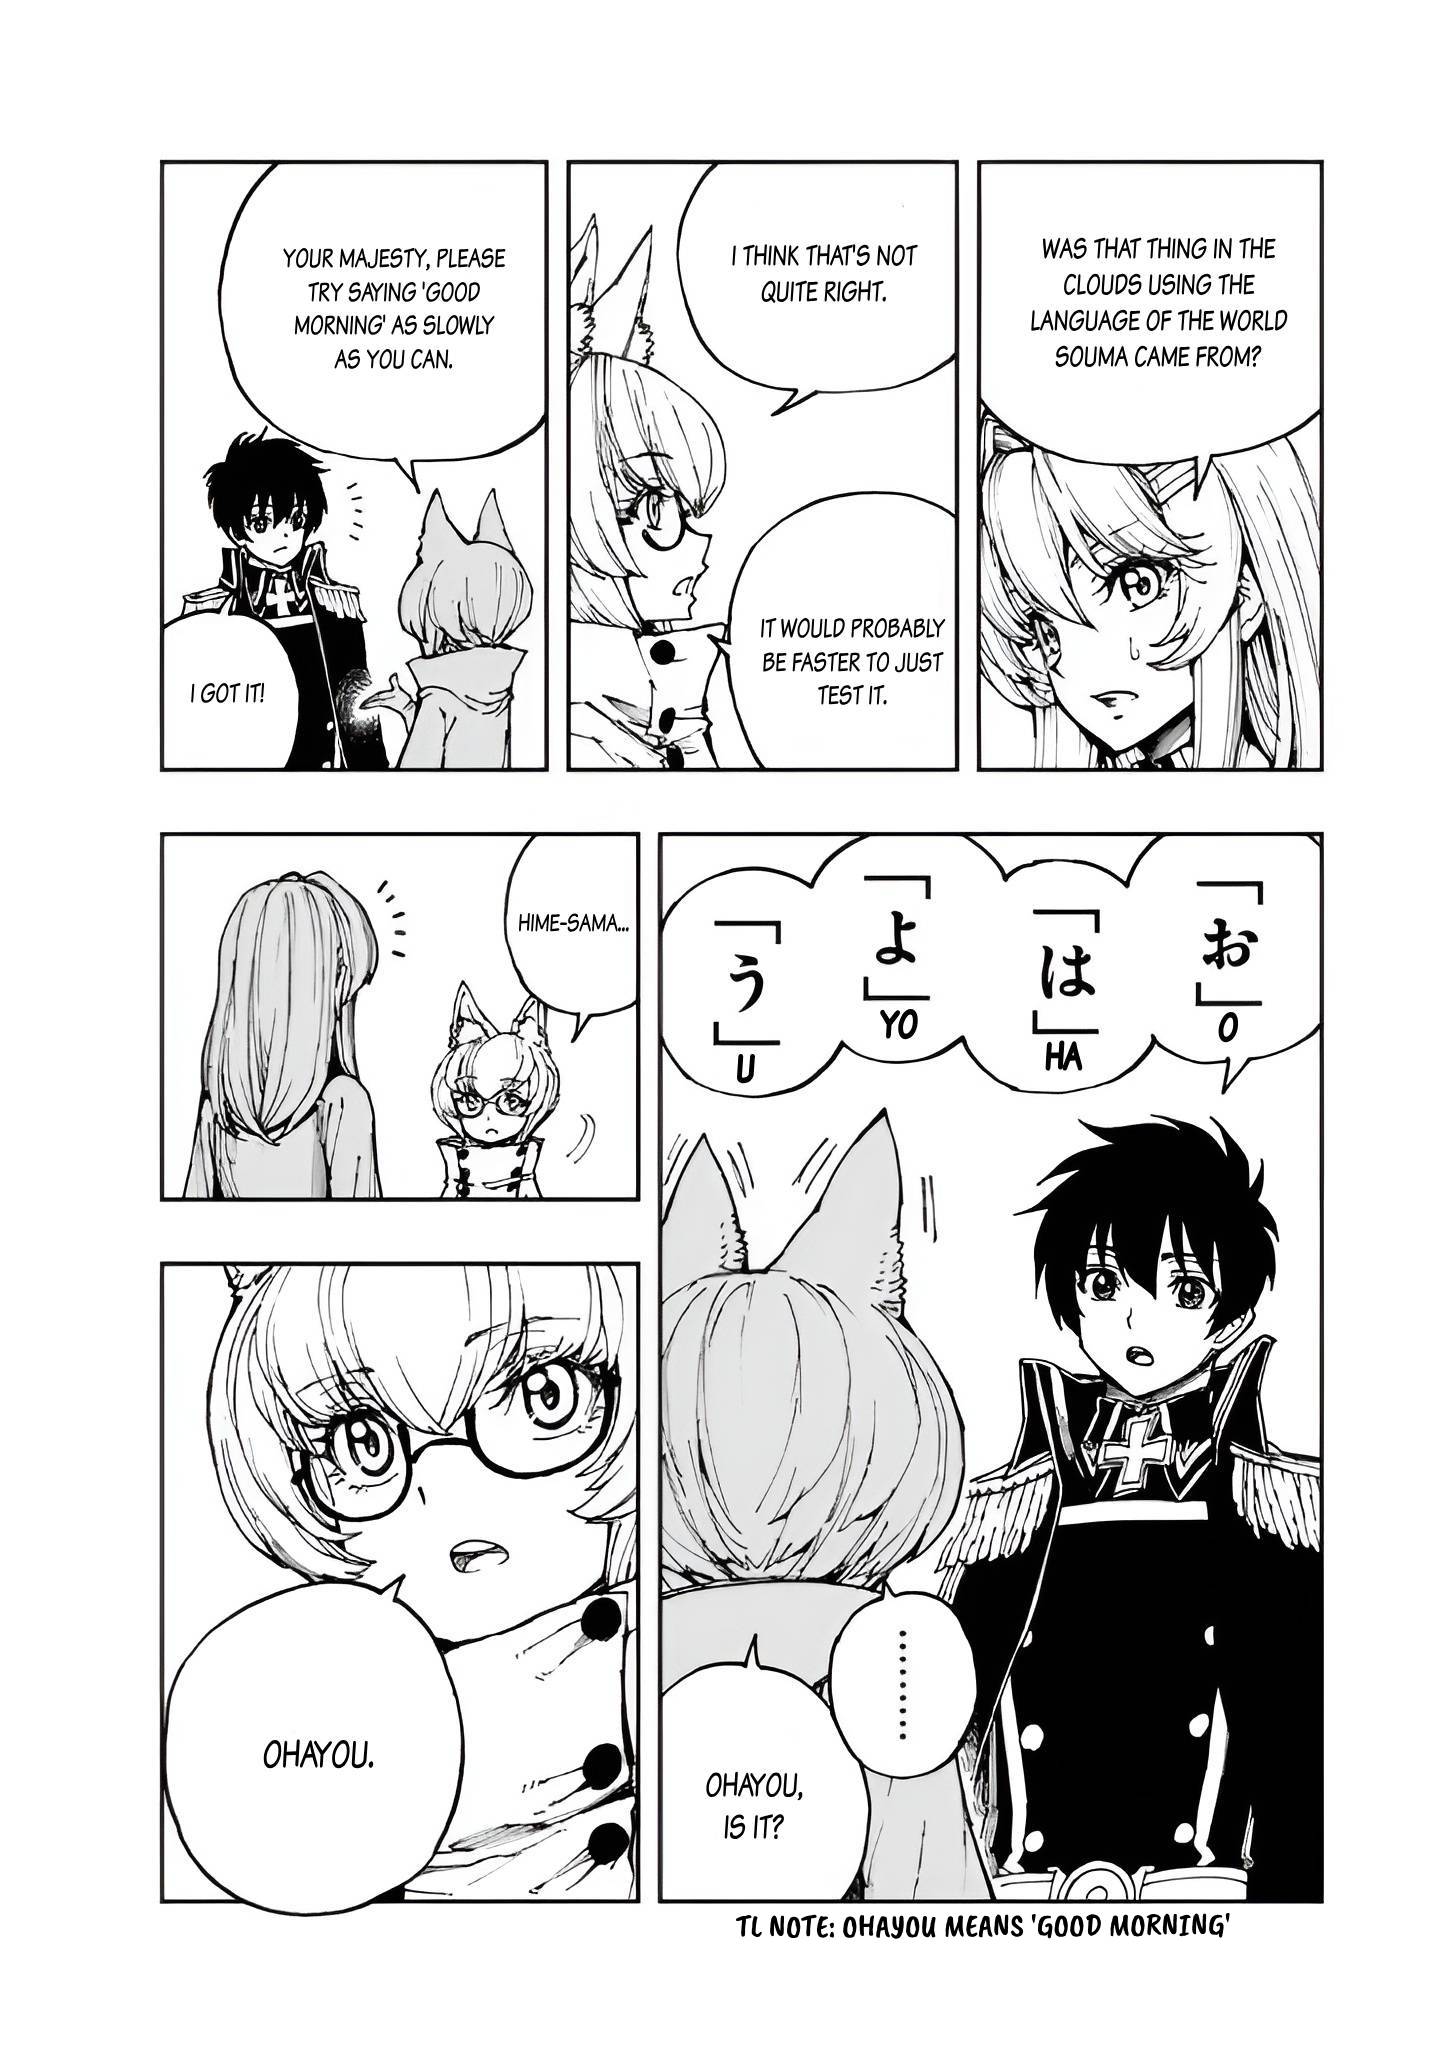 WAS THAT THING IN THE
CLOUDS USING THE
LANGUAGE OF THE WORLD
SOUMA CAME FROM?
I THINK THAT'S NOT
QUITE RIGHT.
IT WOULD PROBABLY
BE FASTER TO JUST
TEST IT.
YOUR MAJESTY, PLEASE
TRY SAYING 'GOOD
MORNING' AS SLOWLY
AS YOU CAN.
I GOT IT!
「お」
O
「は」
HA
「よ」
YO
「う」
U
………
OHAYOU,
IS IT?
HIME-SAMA...
OHAYOU.
TL NOTE: OHAYOU MEANS 'GOOD MORNING'